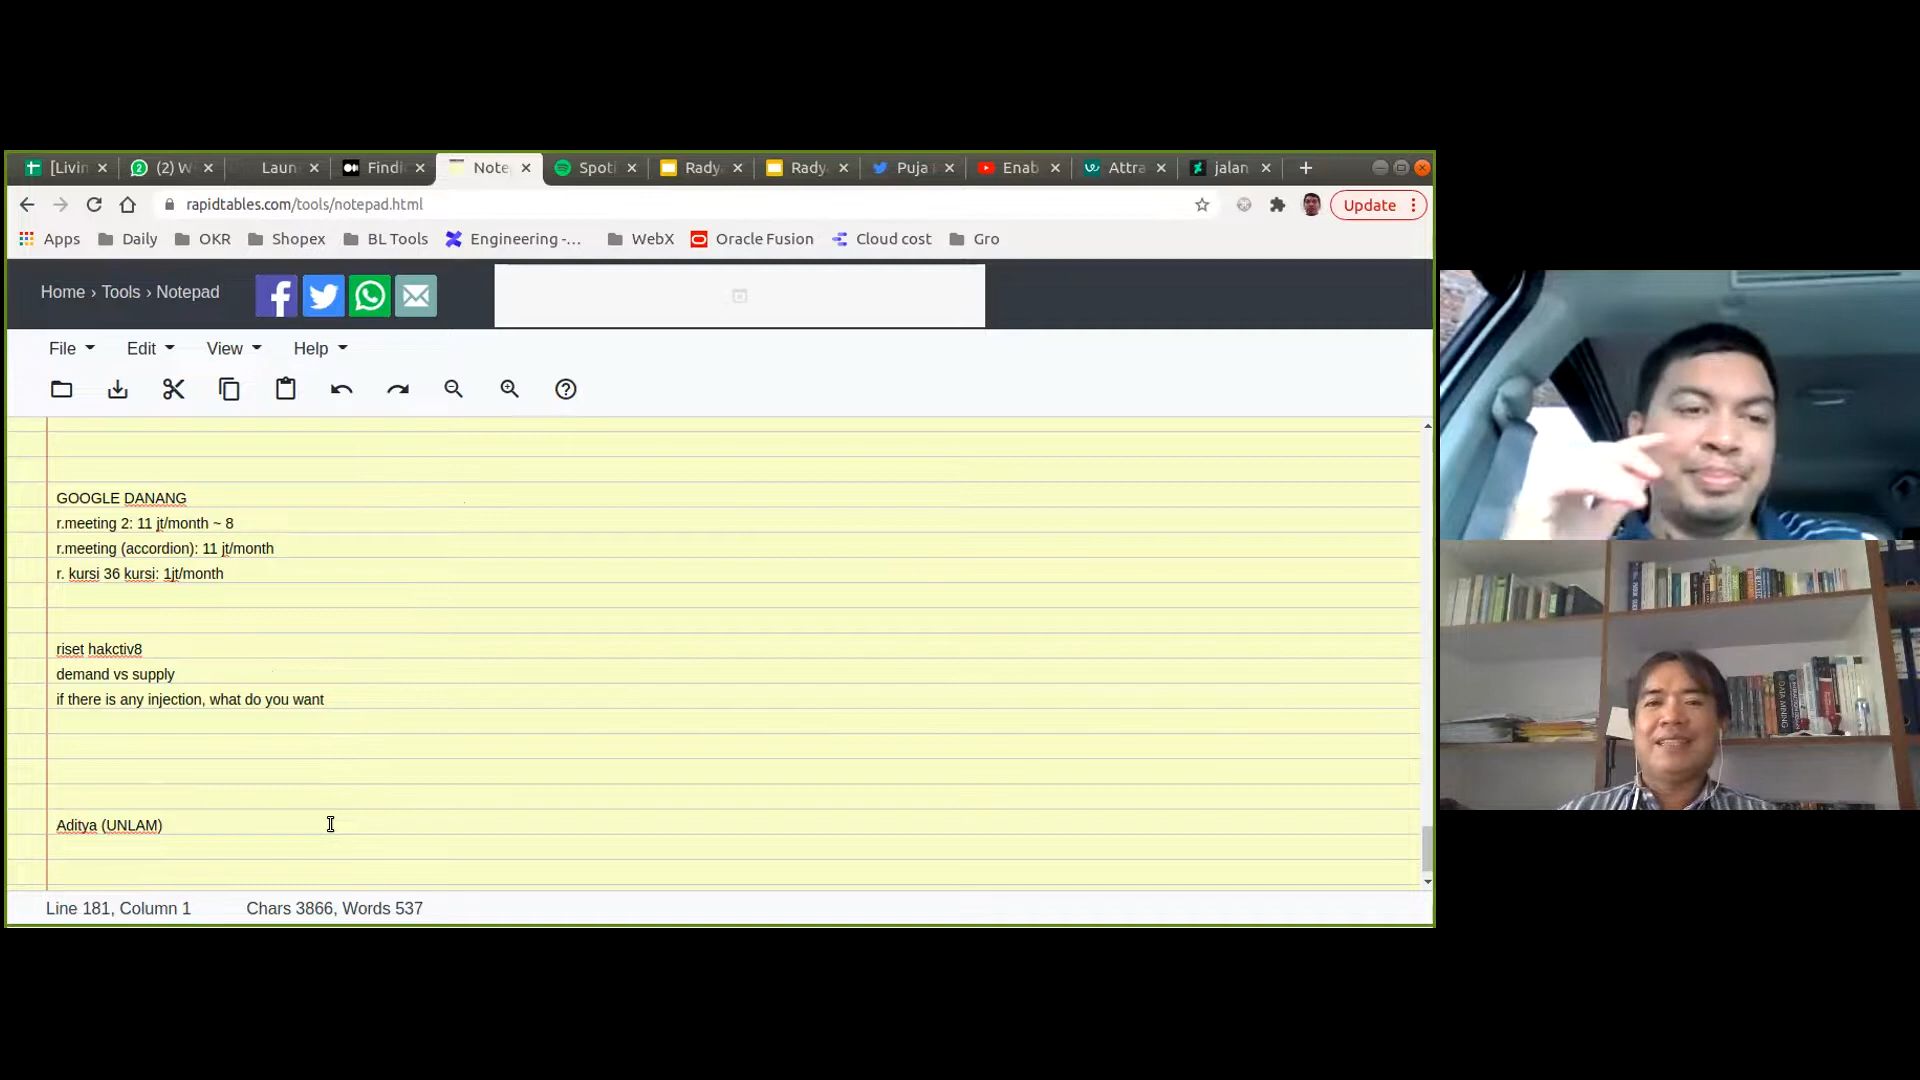 [Livin
(2) W
Laun
Findi
Note
Spoti
Rady
Rady
Puja
Enab
Attra
jalan
rapidtables.com/tools/notepad.html
Update
Apps
Daily
OKR
Shopex
BL Tools
Engineering -...
WebX
Oracle Fusion
Cloud cost
Gro
Home › Tools › Notepad
File
Edit
View
Help
GOOGLE DANANG
r.meeting 2: 11 jt/month ~ 8
r.meeting (accordion): 11 jt/month
r. kursi 36 kursi: 1jt/month
riset hakctiv8
demand vs supply
if there is any injection, what do you want
Aditya (UNLAM)
Line 181, Column 1
Chars 3866, Words 537
DATA MINING